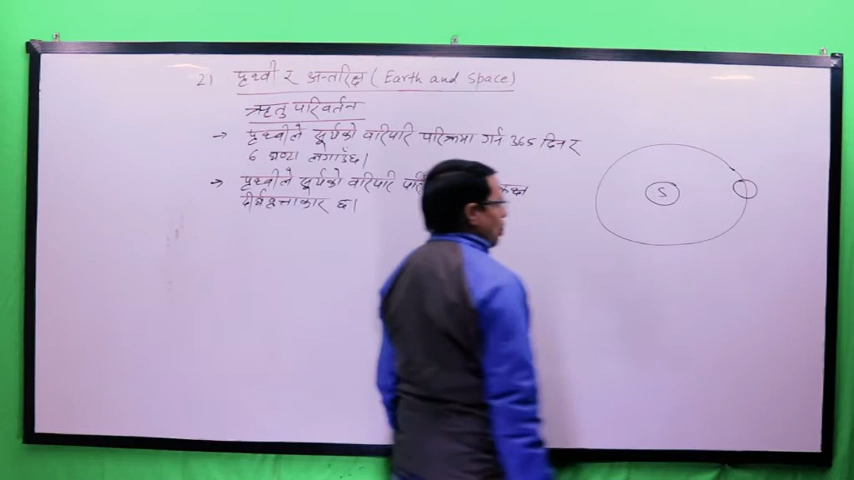 21 पृथ्वी र अन्तरिक्ष (Earth and Space)
ऋतु परिवर्तन
→ पृथ्वीले सूर्यको वरिपरि परिक्रमा गर्न 365 दिन र
6 घण्टा लगाउँछ।
→ पृथ्वीले सूर्यको वरिपरि
दीर्घवृत्ताकार छ।
S